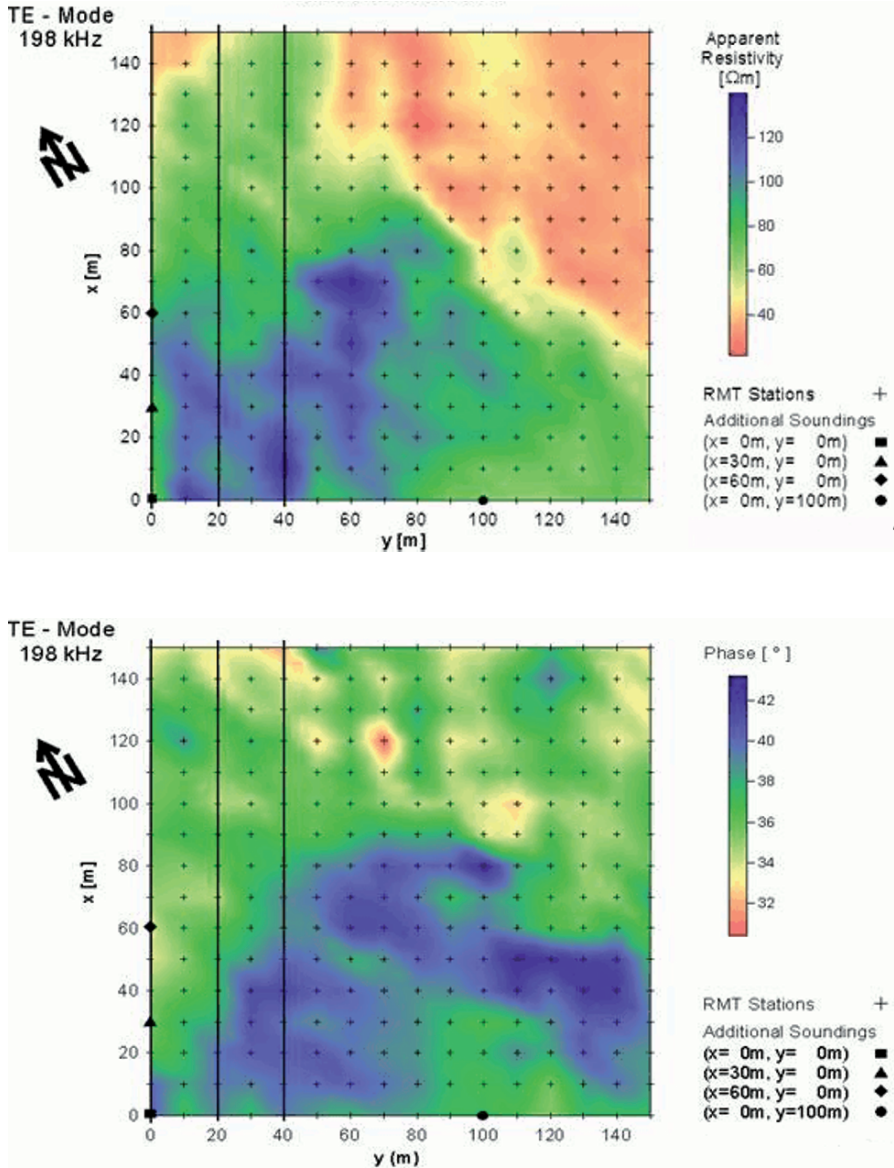 TE - Mode
198 kHz
N
x [m]
140
120
100
80
60
40
20
0
0 20 40 60 80 100 120 140
y [m]
Apparent
Resistivity
[Ωm]
120
100
80
60
40
RMT Stations +
Additional Soundings
(x= 0m, y= 0m) ■
(x=30m, y= 0m) ▲
(x=60m, y= 0m) ◆
(x= 0m, y=100m) ●
TE - Mode
198 kHz
N
x [m]
140
120
100
80
60
40
20
0
0 20 40 60 80 100 120 140
y (m)
Phase [ ° ]
42
40
38
36
34
32
RMT Stations +
Additional Soundings
(x= 0m, y= 0m) ■
(x=30m, y= 0m) ▲
(x=60m, y= 0m) ◆
(x= 0m, y=100m) ●